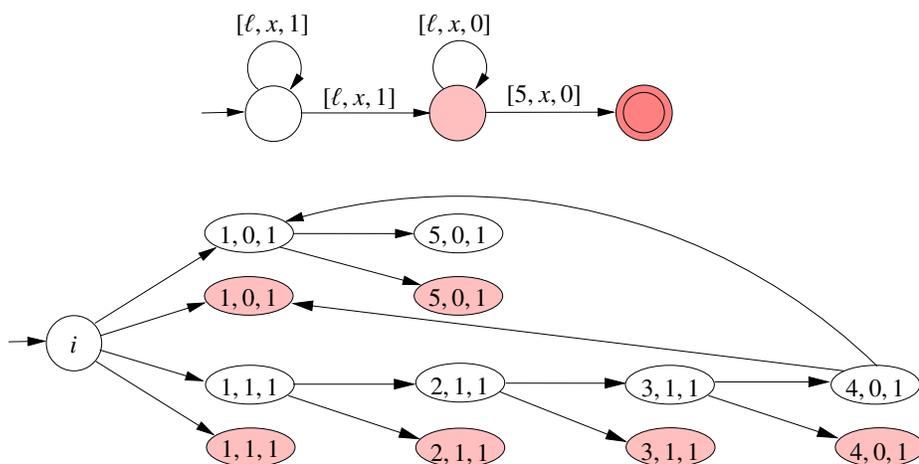 [ℓ, x, 1] [ℓ, x, 0]
[ℓ, x, 1] [5, x, 0]
1, 0, 1 5, 0, 1
1, 0, 1 5, 0, 1
i
1, 1, 1 2, 1, 1 3, 1, 1 4, 0, 1
1, 1, 1 2, 1, 1 3, 1, 1 4, 0, 1